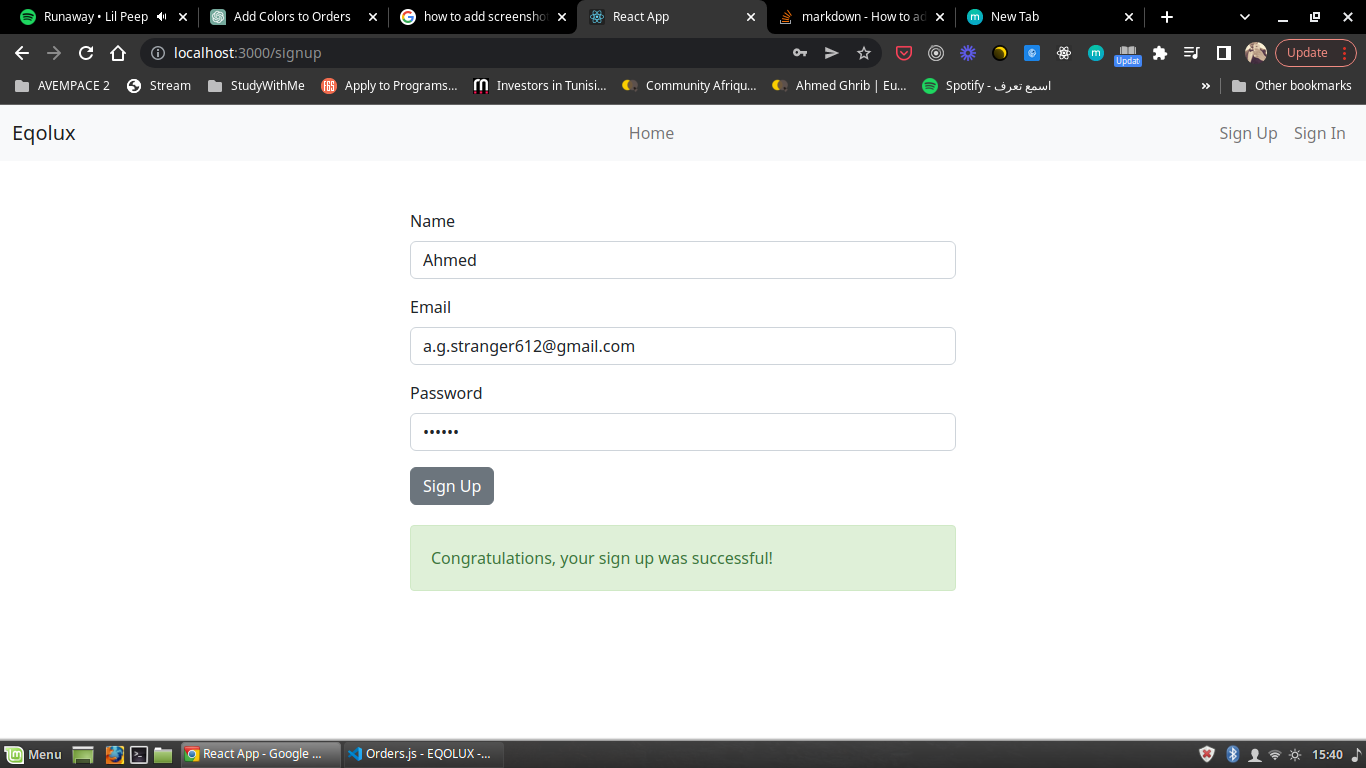 Runaway • Lil Peep
Add Colors to Orders
how to add screensho
React App
markdown - How to ad
New Tab
localhost:3000/signup
Updat
Update
AVEMPACE 2
Stream
StudyWithMe
Apply to Programs...
Investors in Tunisi...
Community Afriqu...
Ahmed Ghrib | Eu...
Spotify - اسمع تعرف
»
Other bookmarks
Eqolux
Home
Sign Up
Sign In
Name
Ahmed
Email
a.g.stranger612@gmail.com
Password
••••••
Sign Up
Congratulations, your sign up was successful!
Menu
React App - Google ...
Orders.js - EQOLUX -...
15:40